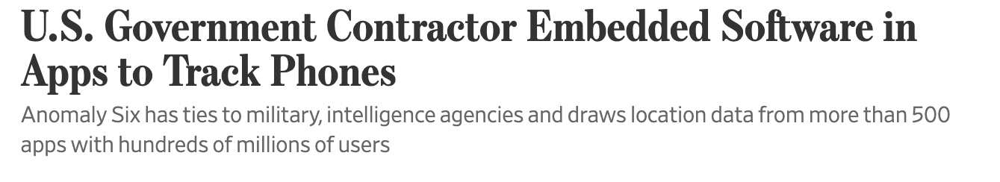 U.S. Government Contractor Embedded Software in
Apps to Track Phones
Anomaly Six has ties to military, intelligence agencies and draws location data from more than 500
apps with hundreds of millions of users